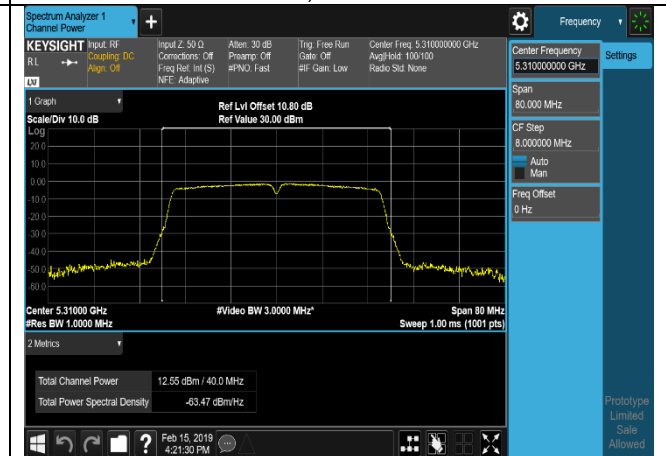 Spectrum Analyzer 1
Channel Power
+
Frequency
KEYSIGHT
Input: RF
Input Z: 50 Ω
Atten: 30 dB
Trig: Free Run
Center Freq: 5.310000000 GHz
RL
Coupling: DC
Corrections: Off
Preamp: Off
Gate: Off
Avg|Hold: 100/100
Align: Off
Freq Ref: Int (S)
#PNO: Fast
#IF Gain: Low
Radio Std: None
NFE: Adaptive
LXI
Center Frequency
5.310000000 GHz
Settings
Span
80.000 MHz
CF Step
8.000000 MHz
Auto
Man
Freq Offset
0 Hz
1 Graph
Ref Lvl Offset 10.80 dB
Scale/Div 10.0 dB
Ref Value 30.00 dBm
Log
20.0
10.0
0.00
-10.0
-20.0
-30.0
-40.0
-50.0
-60.0
Center 5.31000 GHz
#Video BW 3.0000 MHz*
Span 80 MHz
#Res BW 1.0000 MHz
Sweep 1.00 ms (1001 pts)
2 Metrics
Total Channel Power
12.55 dBm / 40.0 MHz
Total Power Spectral Density
-63.47 dBm/Hz
Prototype
Limited
Sale
Allowed
?
Feb 15, 2019
4:21:30 PM